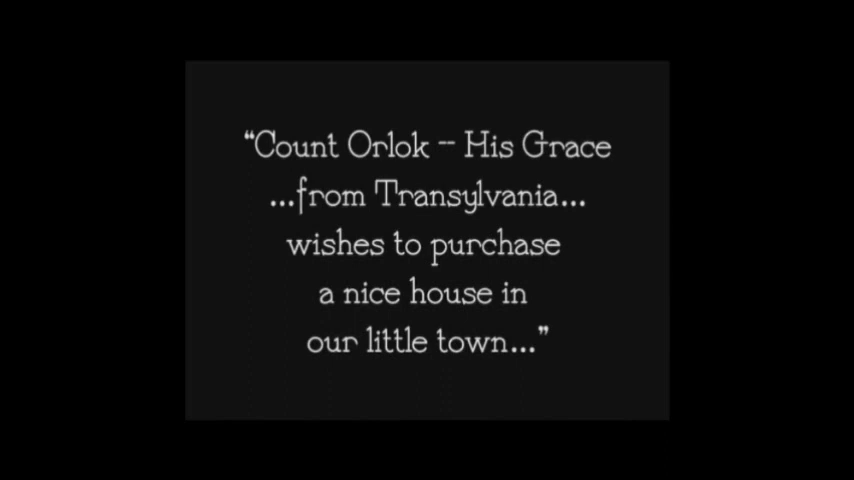 “Count Orlok -- His Grace
...from Transylvania...
wishes to purchase
a nice house in
our little town...”